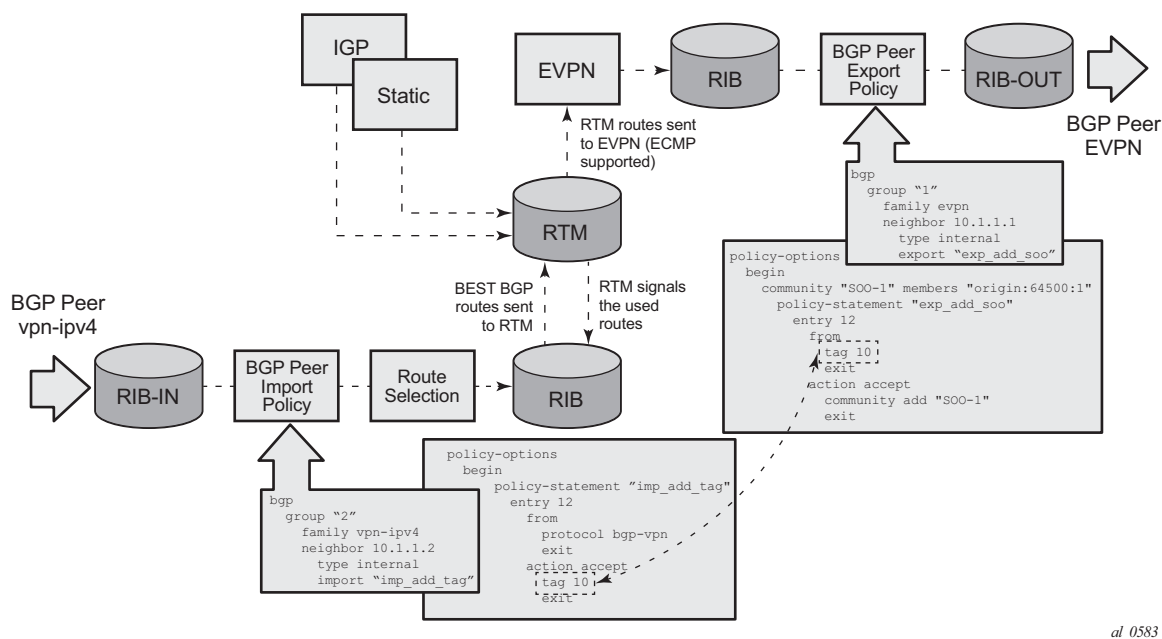 IGP
Static
EVPN
RIB
BGP Peer
Export
Policy
RIB-OUT
BGP Peer
EVPN
RTM routes sent
to EVPN (ECMP
supported)
RTM
BEST BGP
routes sent
to RTM
RTM signals
the used
routes
bgp
group “1”
family evpn
neighbor 10.1.1.1
type internal
export “exp_add_soo”
policy-options
begin
community "SOO-1" members "origin:64500:1"
policy-statement "exp_add_soo"
entry 12
from
tag 10
exit
action accept
community add "SOO-1"
exit
BGP Peer
vpn-ipv4
RIB-IN
BGP Peer
Import
Policy
Route
Selection
RIB
bgp
group “2”
family vpn-ipv4
neighbor 10.1.1.2
type internal
import “imp_add_tag”
policy-options
begin
policy-statement ”imp_add_tag"
entry 12
from
protocol bgp-vpn
exit
action accept
tag 10
exit
al_0583